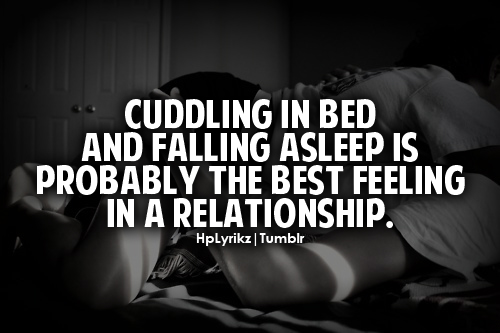 CUDDLING IN BED
AND FALLING ASLEEP IS
PROBABLY THE BEST FEELING
IN A RELATIONSHIP.
HpLyrikz|Tumblr